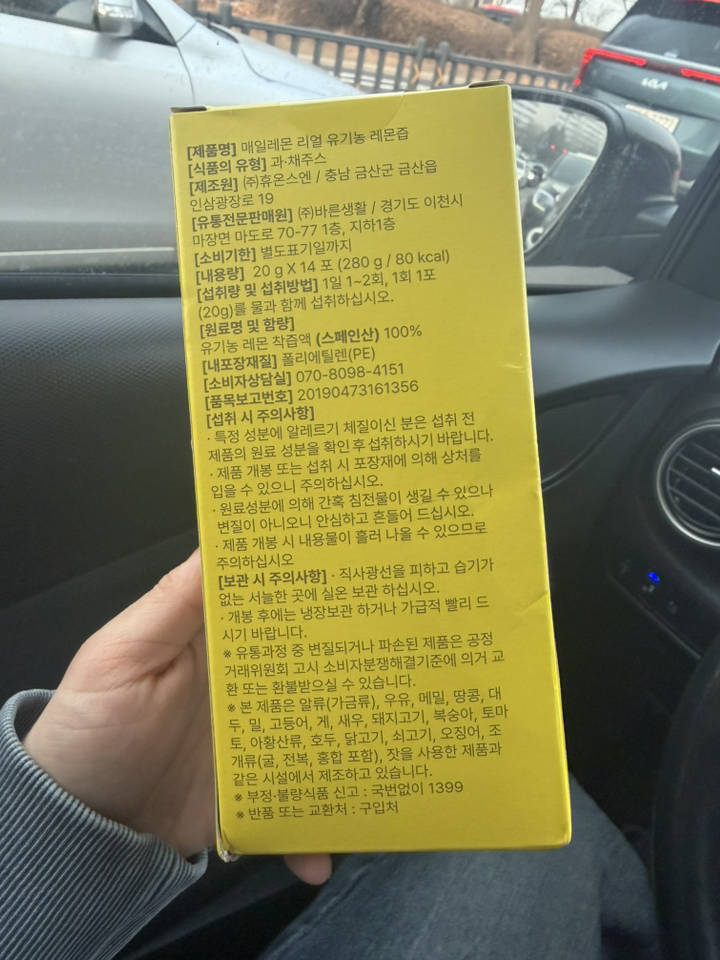 [제품명] 매일레몬 리얼 유기농 레몬즙
[식품의 유형] 과·채주스
[제조원] ㈜휴온스엔 / 충남 금산군 금산읍
인삼광장로 19
[유통전문판매원] ㈜바른생활 / 경기도 이천시
마장면 마도로 70-77 1층, 지하1층
[소비기한] 별도표기일까지
[내용량] 20 g X 14 포 (280 g / 80 kcal)
[섭취량 및 섭취방법] 1일 1~2회, 1회 1포
(20g)를 물과 함께 섭취하십시오.
[원료명 및 함량]
유기농 레몬 착즙액 (스페인산) 100%
[내포장재질] 폴리에틸렌(PE)
[소비자상담실] 070-8098-4151
[품목보고번호] 20190473161356
[섭취 시 주의사항]
· 특정 성분에 알레르기 체질이신 분은 섭취 전
제품의 원료 성분을 확인 후 섭취하시기 바랍니다.
· 제품 개봉 또는 섭취 시 포장재에 의해 상처를
입을 수 있으니 주의하십시오.
· 원료성분에 의해 간혹 침전물이 생길 수 있으나
변질이 아니오니 안심하고 흔들어 드십시오.
· 제품 개봉 시 내용물이 흘러 나올 수 있으므로
주의하십시오
[보관 시 주의사항] · 직사광선을 피하고 습기가
없는 서늘한 곳에 실온 보관 하십시오.
· 개봉 후에는 냉장보관 하거나 가급적 빨리 드
시기 바랍니다.
※ 유통과정 중 변질되거나 파손된 제품은 공정
거래위원회 고시 소비자분쟁해결기준에 의거 교
환 또는 환불받으실 수 있습니다.
※ 본 제품은 알류(가금류), 우유, 메밀, 땅콩, 대
두, 밀, 고등어, 게, 새우, 돼지고기, 복숭아, 토마
토, 아황산류, 호두, 닭고기, 쇠고기, 오징어, 조
개류(굴, 전복, 홍합 포함), 잣을 사용한 제품과
같은 시설에서 제조하고 있습니다.
※ 부정·불량식품 신고 : 국번없이 1399
※ 반품 또는 교환처 : 구입처
KIA